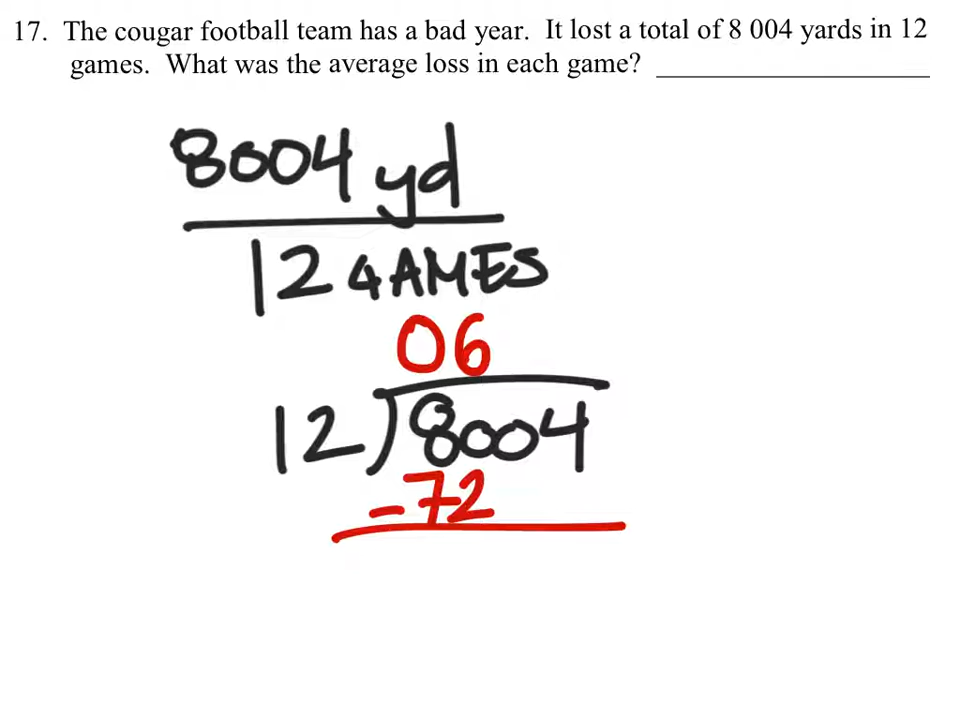 17. The cougar football team has a bad year. It lost a total of 8 004 yards in 12
games. What was the average loss in each game? ____________________
8004 yd
12 GAMES
06
12)8004
-72